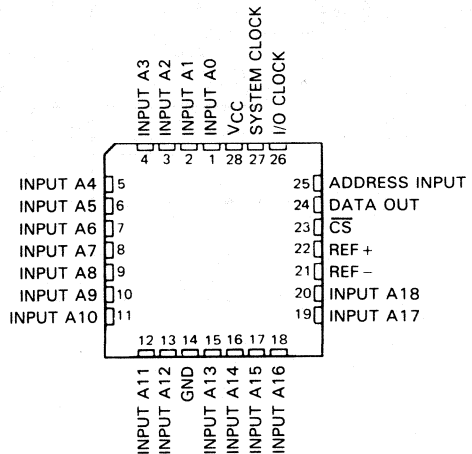 INPUT A3
INPUT A2
INPUT A1
INPUT A0
VCC
SYSTEM CLOCK
I/O CLOCK
4 3 2 1 28 27 26
INPUT A4 5
INPUT A5 6
INPUT A6 7
INPUT A7 8
INPUT A8 9
INPUT A9 10
INPUT A10 11
25 ADDRESS INPUT
24 DATA OUT
23 C̅S̅
22 REF +
21 REF −
20 INPUT A18
19 INPUT A17
12 13 14 15 16 17 18
INPUT A11
INPUT A12
GND
INPUT A13
INPUT A14
INPUT A15
INPUT A16